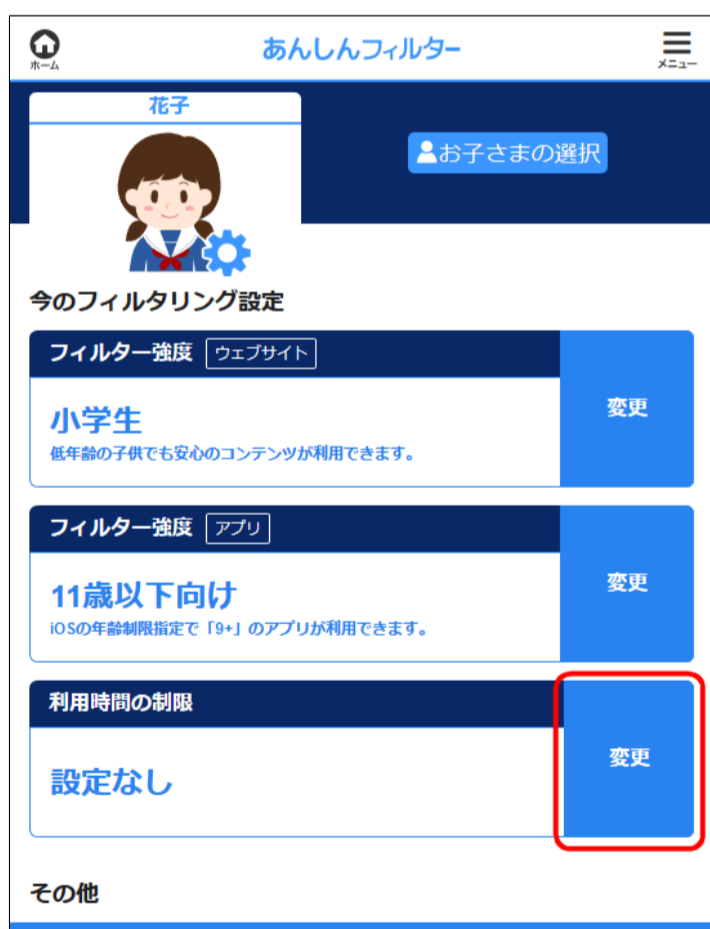 あんしんフィルター
ホーム
メニュー
花子
お子さまの選択
今のフィルタリング設定
フィルター強度 ウェブサイト
小学生
低年齢の子供でも安心のコンテンツが利用できます。
変更
フィルター強度 アプリ
11歳以下向け
iOSの年齢制限指定で「9+」のアプリが利用できます。
変更
利用時間の制限
設定なし
変更
その他